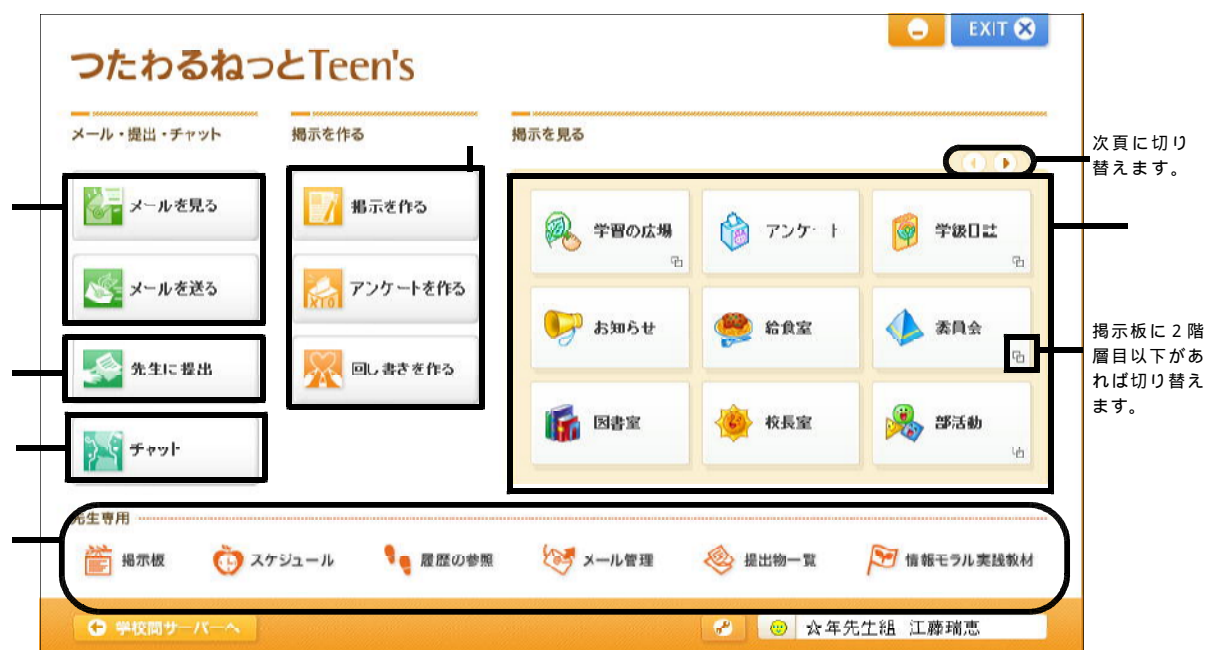 EXIT
つたわるねっとTeen's
メール・提出・チャット
掲示を作る
掲示を見る
次頁に切り
替えます。
メールを見る
掲示を作る
学習の広場
アンケート
学級日誌
メールを送る
アンケートを作る
X10
お知らせ
給食室
委員会
掲示板に2階
層目以下があ
れば切り替え
ます。
先生に提出
回し書きを作る
図書室
校長室
部活動
チャット
先生専用
掲示板
スケジュール
履歴の参照
メール管理
提出物一覧
情報モラル実践教材
学校間サーバーへ
☆年先生組 江藤瑞恵